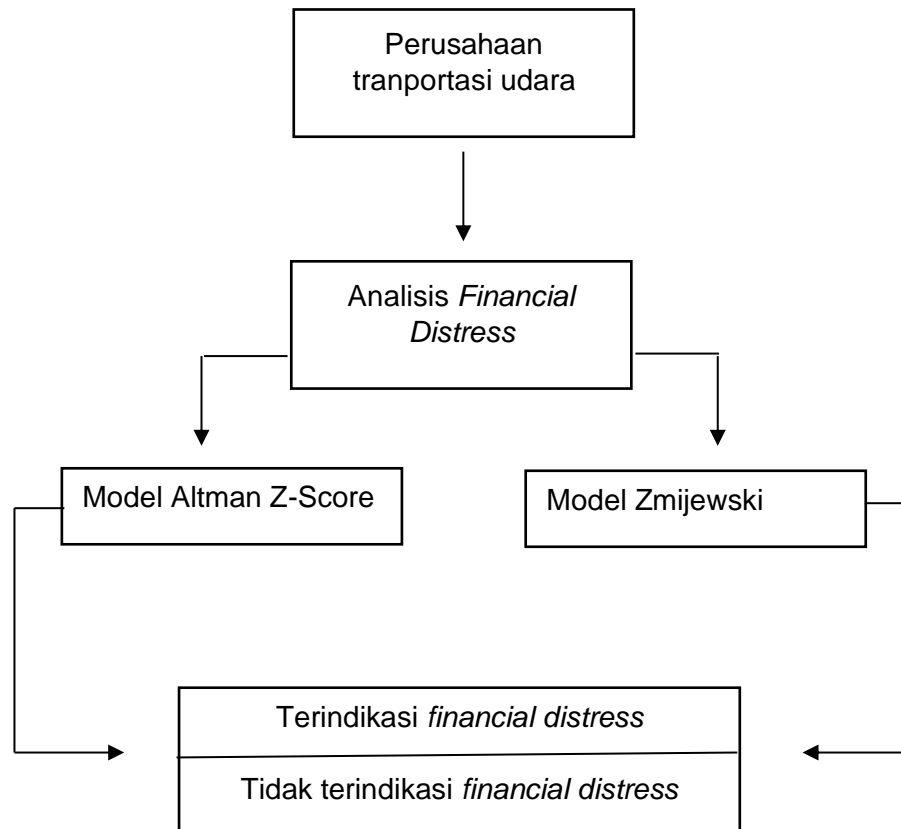 Perusahaan
tranportasi udara
Analisis Financial
Distress
Model Altman Z-Score
Model Zmijewski
Terindikasi financial distress
Tidak terindikasi financial distress